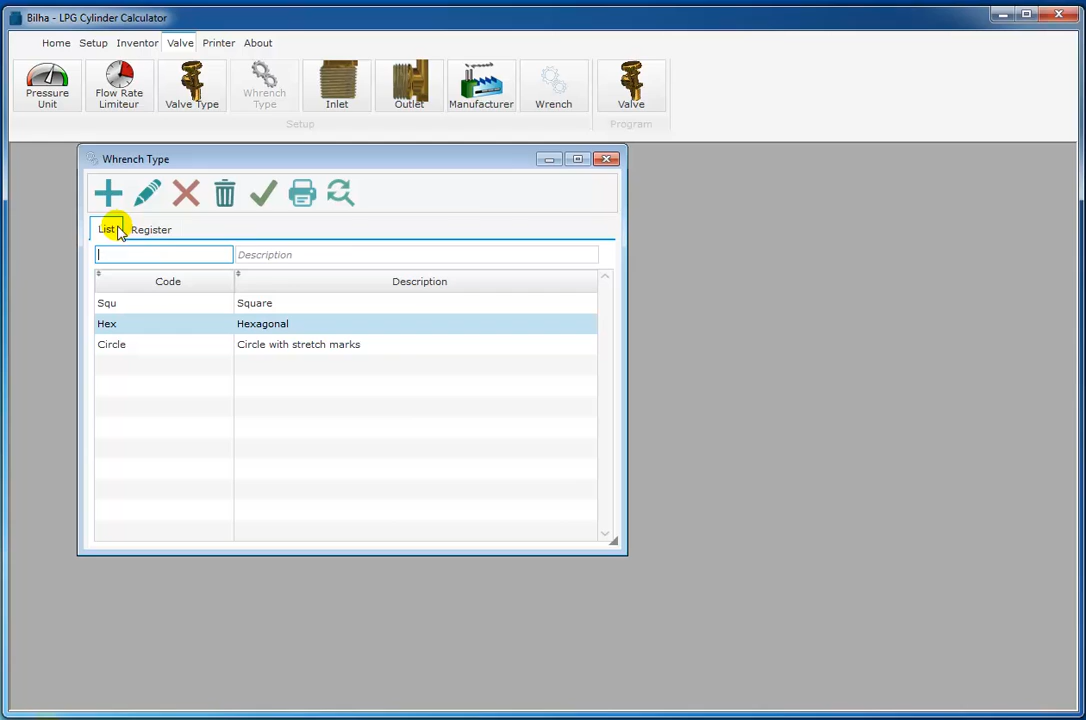 Bilha - LPG Cylinder Calculator
Home Setup Inventor Valve Printer About
Pressure Unit
Flow Rate Limiteur
Valve Type
Whrench Type
Inlet
Outlet
Manufacturer
Wrench
Valve
Setup
Program
Whrench Type
List Register
Description
Code Description
Squ Square
Hex Hexagonal
Circle Circle with stretch marks